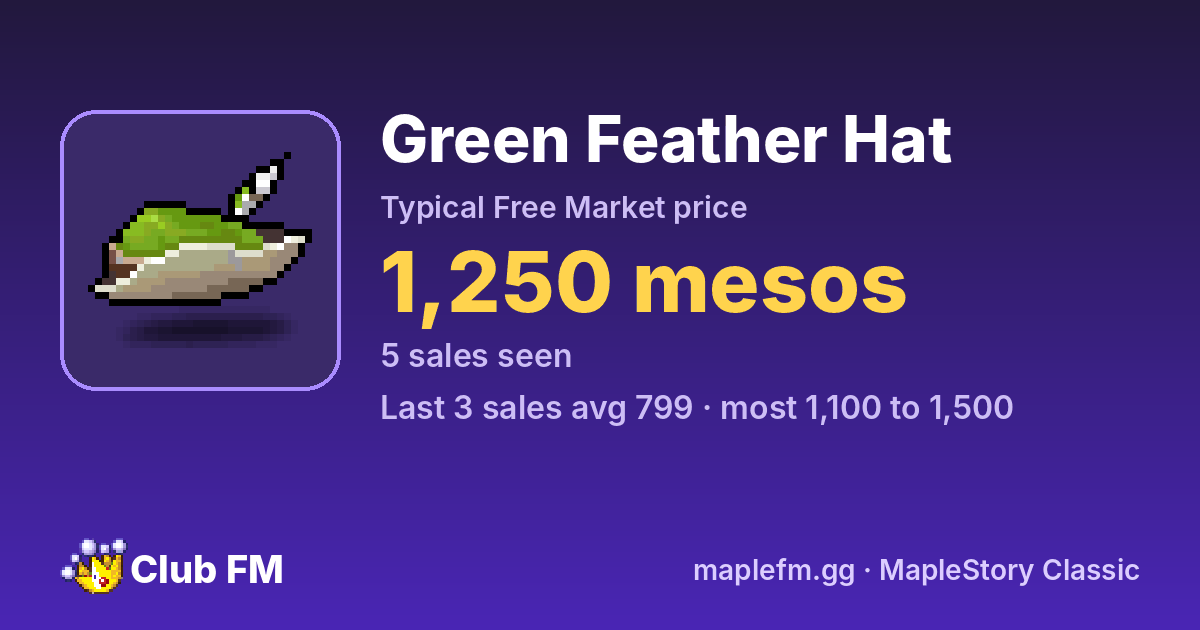 Green Feather Hat
Typical Free Market price
1,250 mesos
5 sales seen
Last 3 sales avg 799 · most 1,100 to 1,500
Club FM
maplefm.gg · MapleStory Classic